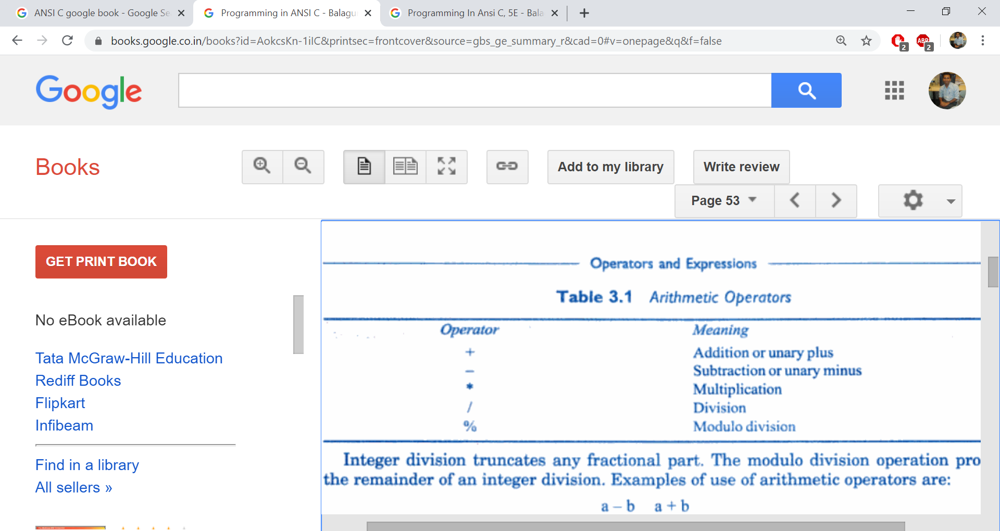 ANSI C google book - Google Se
Programming in ANSI C - Balagu
Programming In Ansi C, 5E - Bala
books.google.co.in/books?id=AokcsKn-1iIC&printsec=frontcover&source=gbs_ge_summary_r&cad=0#v=onepage&q&f=false
2
ABP
2
Google
Books
Add to my library
Write review
Page 53
GET PRINT BOOK
No eBook available
Tata McGraw-Hill Education
Rediff Books
Flipkart
Infibeam
Find in a library
All sellers »
Operators and Expressions
Table 3.1 Arithmetic Operators
Operator Meaning
+ Addition or unary plus
– Subtraction or unary minus
* Multiplication
/ Division
% Modulo division
Integer division truncates any fractional part. The modulo division operation pro
the remainder of an integer division. Examples of use of arithmetic operators are:
a – b a + b